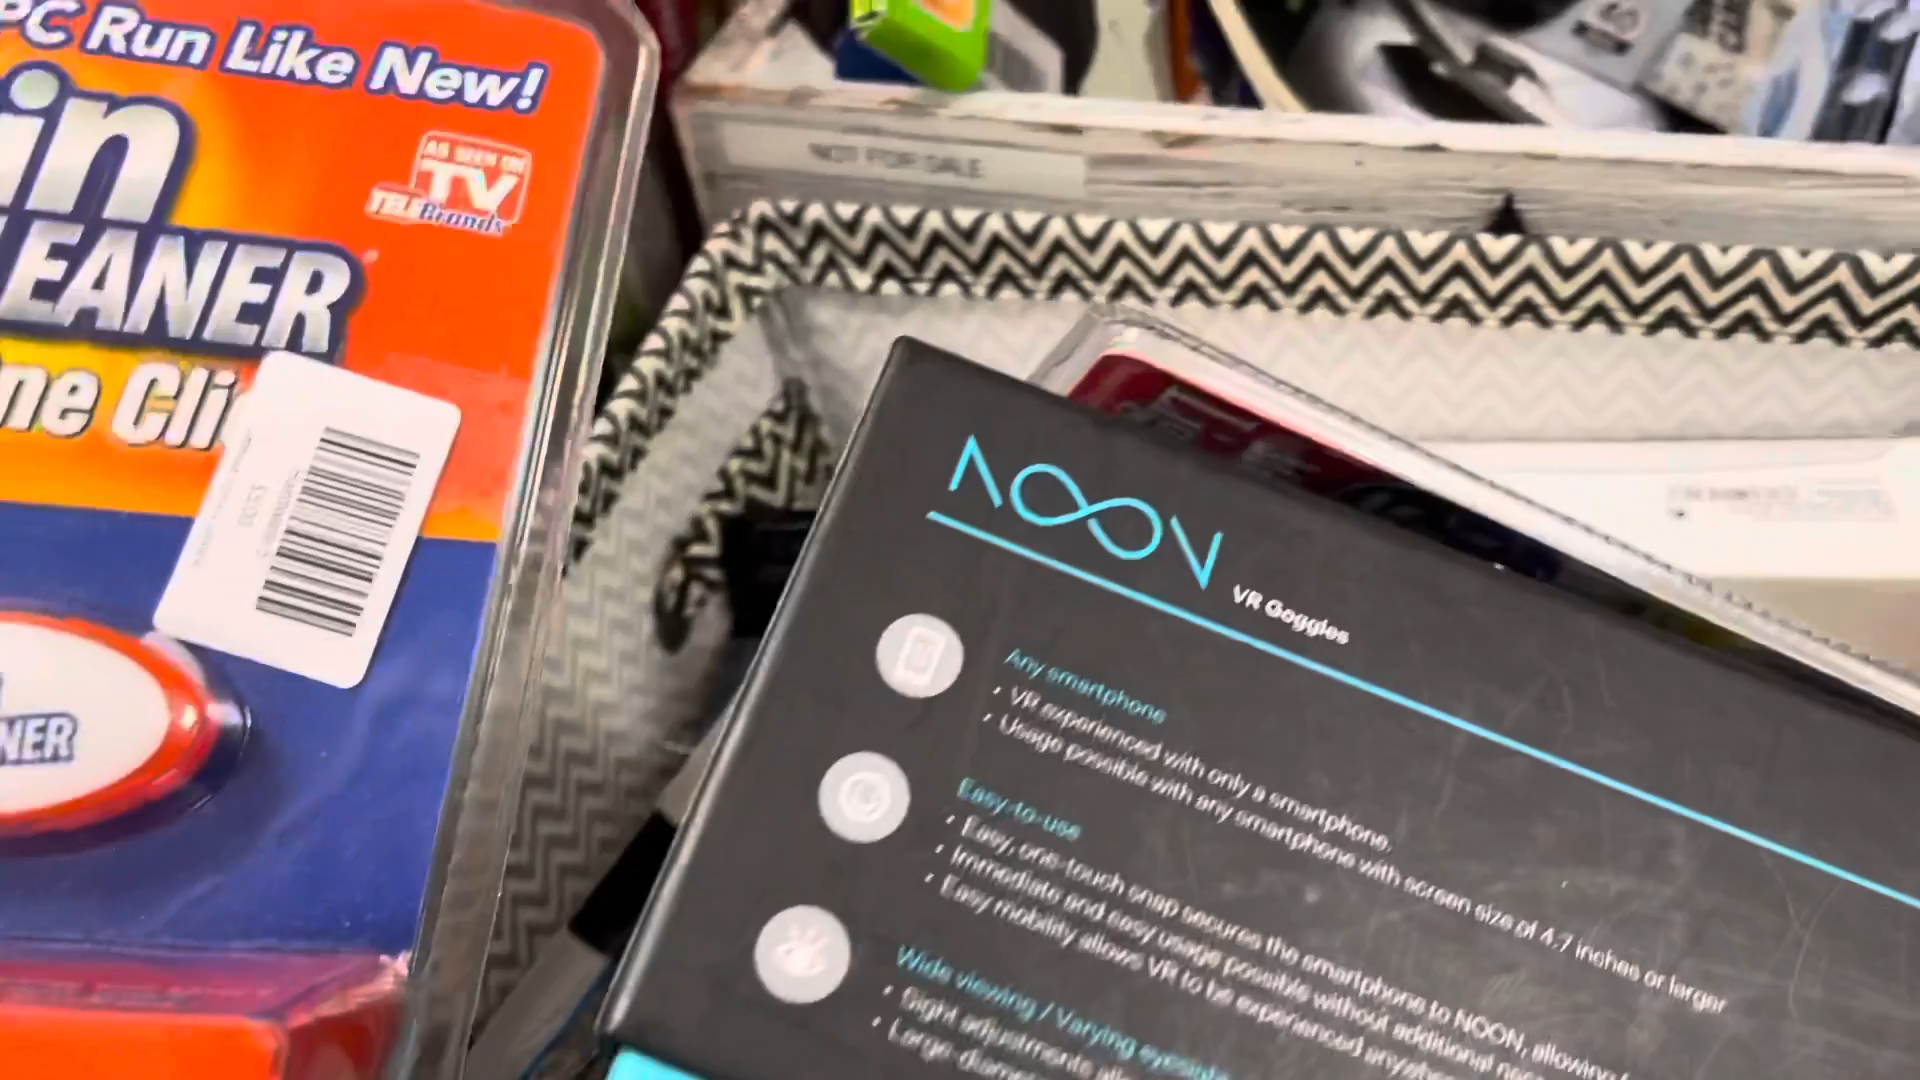 PC Run Like New!
in
AS SEEN ON
TV
TELEBrands
LEANER
ne Cli
NER
NOT FOR SALE
NOON
VR Goggles
Any smartphone
• VR experienced with only a smartphone.
• Usage possible with any smartphone with screen size of 4.7 inches or larger
Easy-to-use
• Easy, one-touch snap secures the smartphone to NOON, allowing
• Immediate and easy usage possible without additional
• Easy mobility allows VR to be experienced
Wide viewing / Varying eyesight
• Sight adjustments
• Large